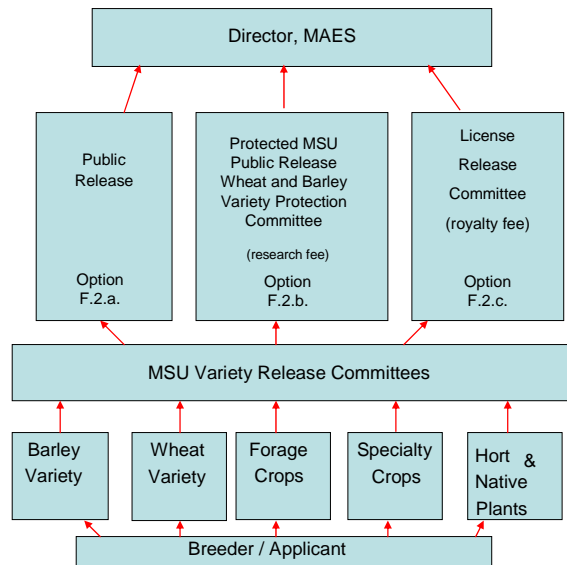 Director, MAES
Public
Release
Option
F.2.a.
Protected MSU
Public Release
Wheat and Barley
Variety Protection
Committee
(research fee)
Option
F.2.b.
License
Release
Committee
(royalty fee)
Option
F.2.c.
MSU Variety Release Committees
Barley
Variety
Wheat
Variety
Forage
Crops
Specialty
Crops
Hort &
Native
Plants
Breeder / Applicant